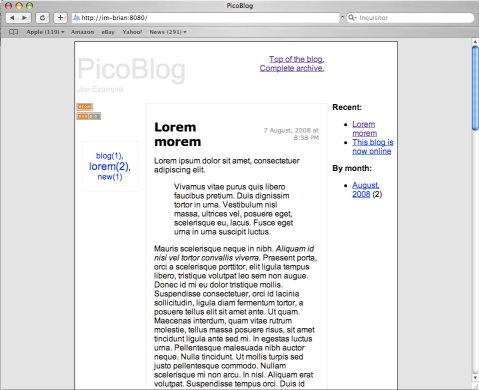 PicoBlog
http://im-brian:8080/
Inquisitor
Apple (119) Amazon eBay Yahoo! News (291)
PicoBlog
Joe Example
Top of the blog.
Complete archive.
blog(1),
lorem(2),
new(1)
Lorem
morem
7 August, 2008 at
8:38 PM
Lorem ipsum dolor sit amet, consectetuer
adipiscing elit.
Vivamus vitae purus quis libero
faucibus pretium. Duis dignissim
tortor in urna. Vestibulum nisl
massa, ultrices vel, posuere eget,
scelerisque eu, lacus. Fusce eget
urna in urna suscipit luctus.
Mauris scelerisque neque in nibh. Aliquam id
nisi vel tortor convallis viverra. Praesent porta,
orci a scelerisque porttitor, elit ligula tempus
libero, tristique volutpat leo sem non augue.
Donec id mi eu dolor tristique mollis.
Suspendisse consectetuer, orci id lacinia
sollicitudin, ligula diam fermentum tortor, a
posuere tellus elit sit amet ante. Ut quam.
Maecenas interdum, quam vitae rutrum
molestie, tellus massa posuere risus, sit amet
tincidunt ligula ante sed mi. In egestas luctus
urna. Pellentesque malesuada nibh auctor
neque. Nulla tincidunt. Ut mollis turpis sed
justo pellentesque commodo. Nullam
scelerisque mi non arcu. In nisl. Aliquam erat
volutpat. Suspendisse tempus orci. Duis id
Recent:
Lorem
morem
This blog is
now online
By month:
August,
2008 (2)